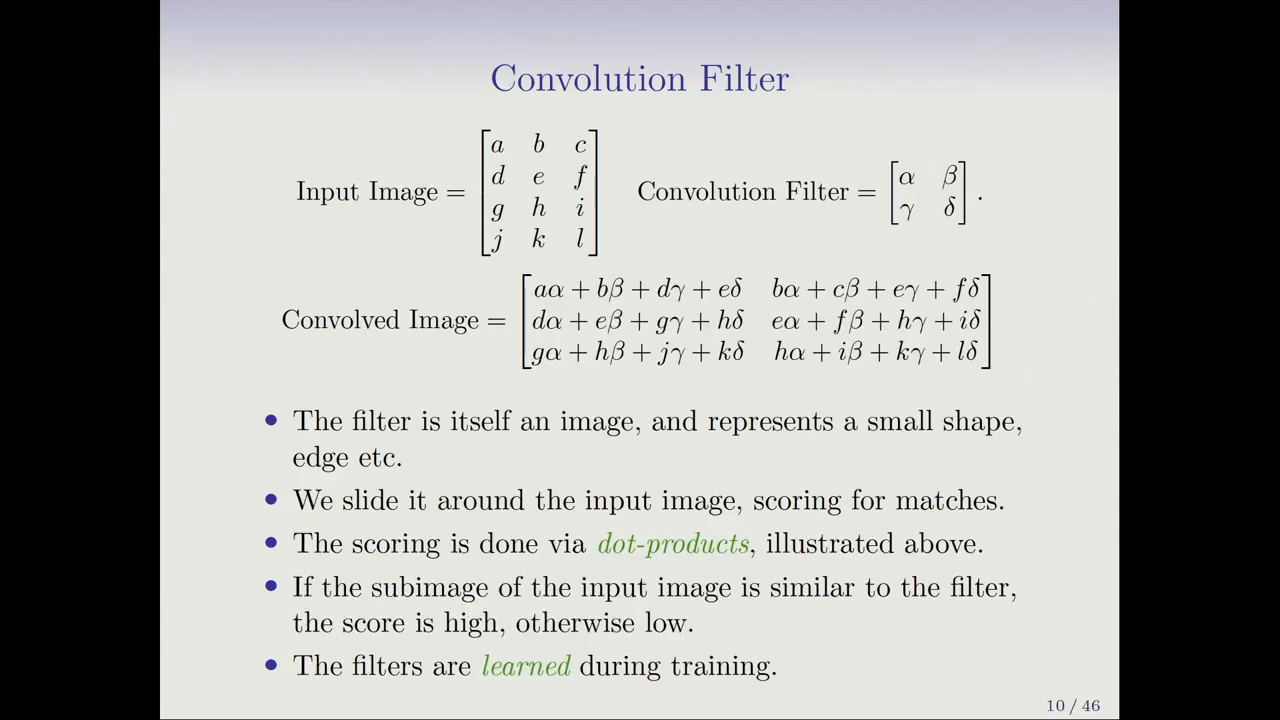 Convolution Filter
Input Image = [a b c
d e f
g h i
j k l] Convolution Filter = [α β
γ δ].
Convolved Image = [aα + bβ + dγ + eδ bα + cβ + eγ + fδ
dα + eβ + gγ + hδ eα + fβ + hγ + iδ
gα + hβ + jγ + kδ hα + iβ + kγ + lδ]
• The filter is itself an image, and represents a small shape,
edge etc.
• We slide it around the input image, scoring for matches.
• The scoring is done via dot-products, illustrated above.
• If the subimage of the input image is similar to the filter,
the score is high, otherwise low.
• The filters are learned during training.
10 / 46